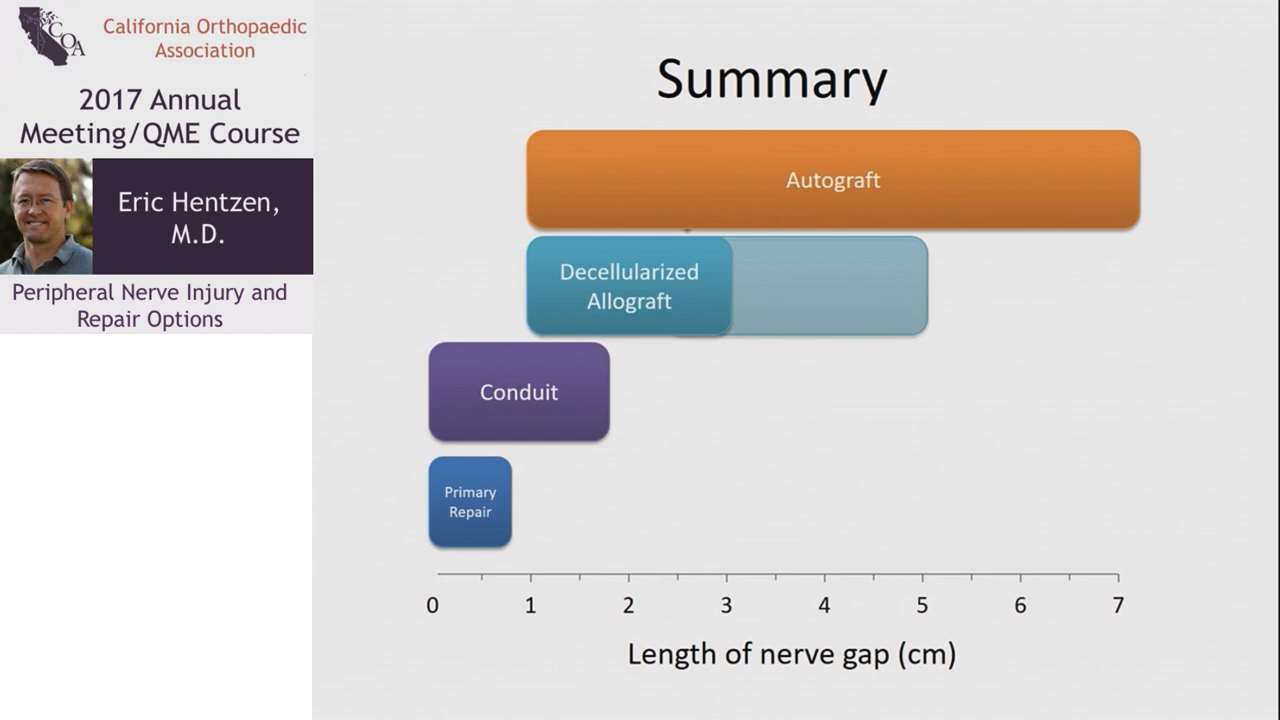 COA
California Orthopaedic
Association
2017 Annual
Meeting/QME Course
Eric Hentzen,
M.D.
Peripheral Nerve Injury and
Repair Options
Summary
Autograft
Decellularized
Allograft
Conduit
Primary
Repair
0 1 2 3 4 5 6 7
Length of nerve gap (cm)